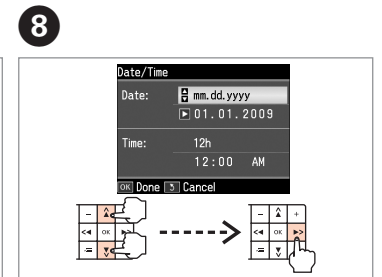 8
Date/Time
Date: mm.dd.yyyy
01.01.2009
Time: 12h
12:00 AM
OK Done Cancel
OK
OK